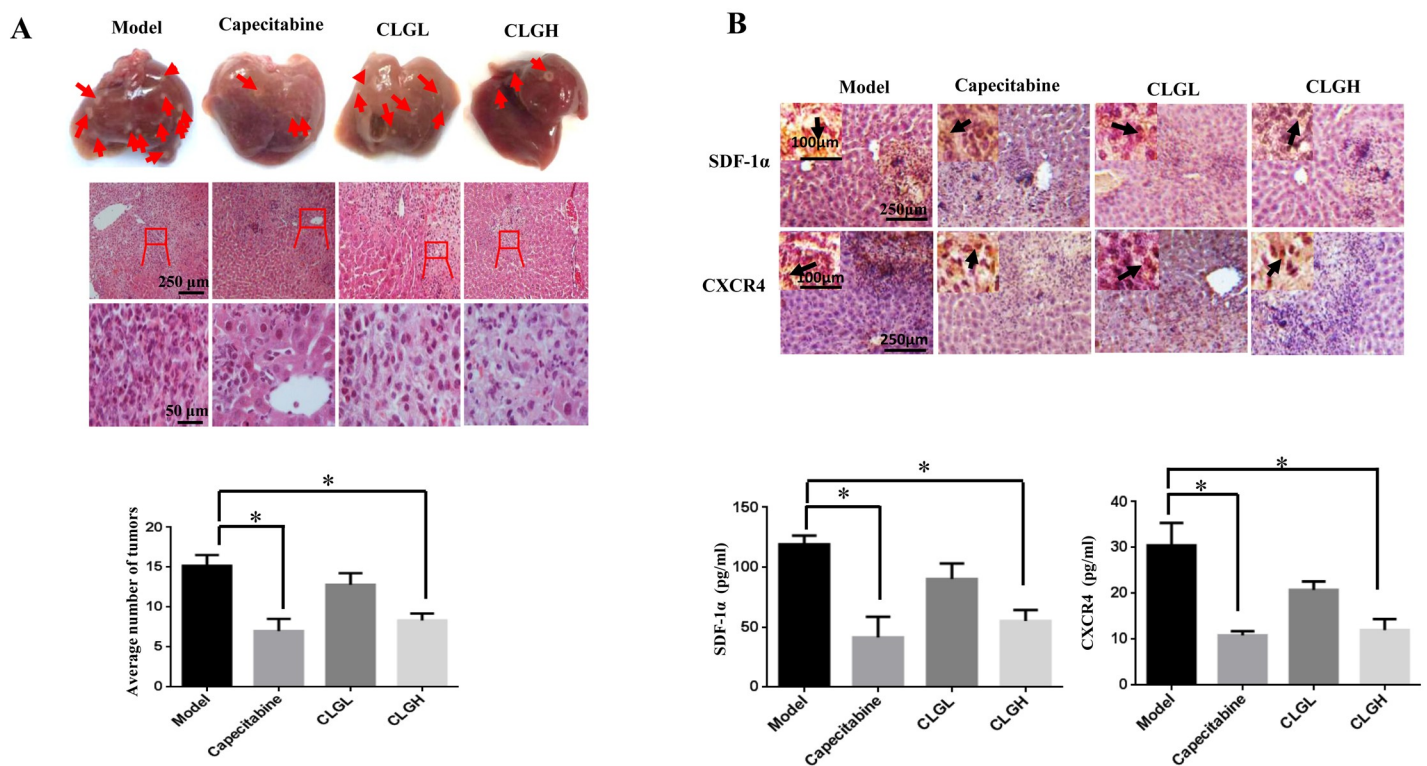 A
Model
Capecitabine
CLGL
CLGH
250 μm
50 μm
*
*
Average number of tumors
20
15
10
5
0
Model
Capecitabine
CLGL
CLGH
B
Model
Capecitabine
CLGL
CLGH
SDF-1α
100μm
250μm
CXCR4
100μm
250μm
*
*
SDF-1α (pg/ml)
150
100
50
0
Model
Capecitabine
CLGL
CLGH
*
*
CXCR4 (pg/ml)
40
30
20
10
0
Model
Capecitabine
CLGL
CLGH